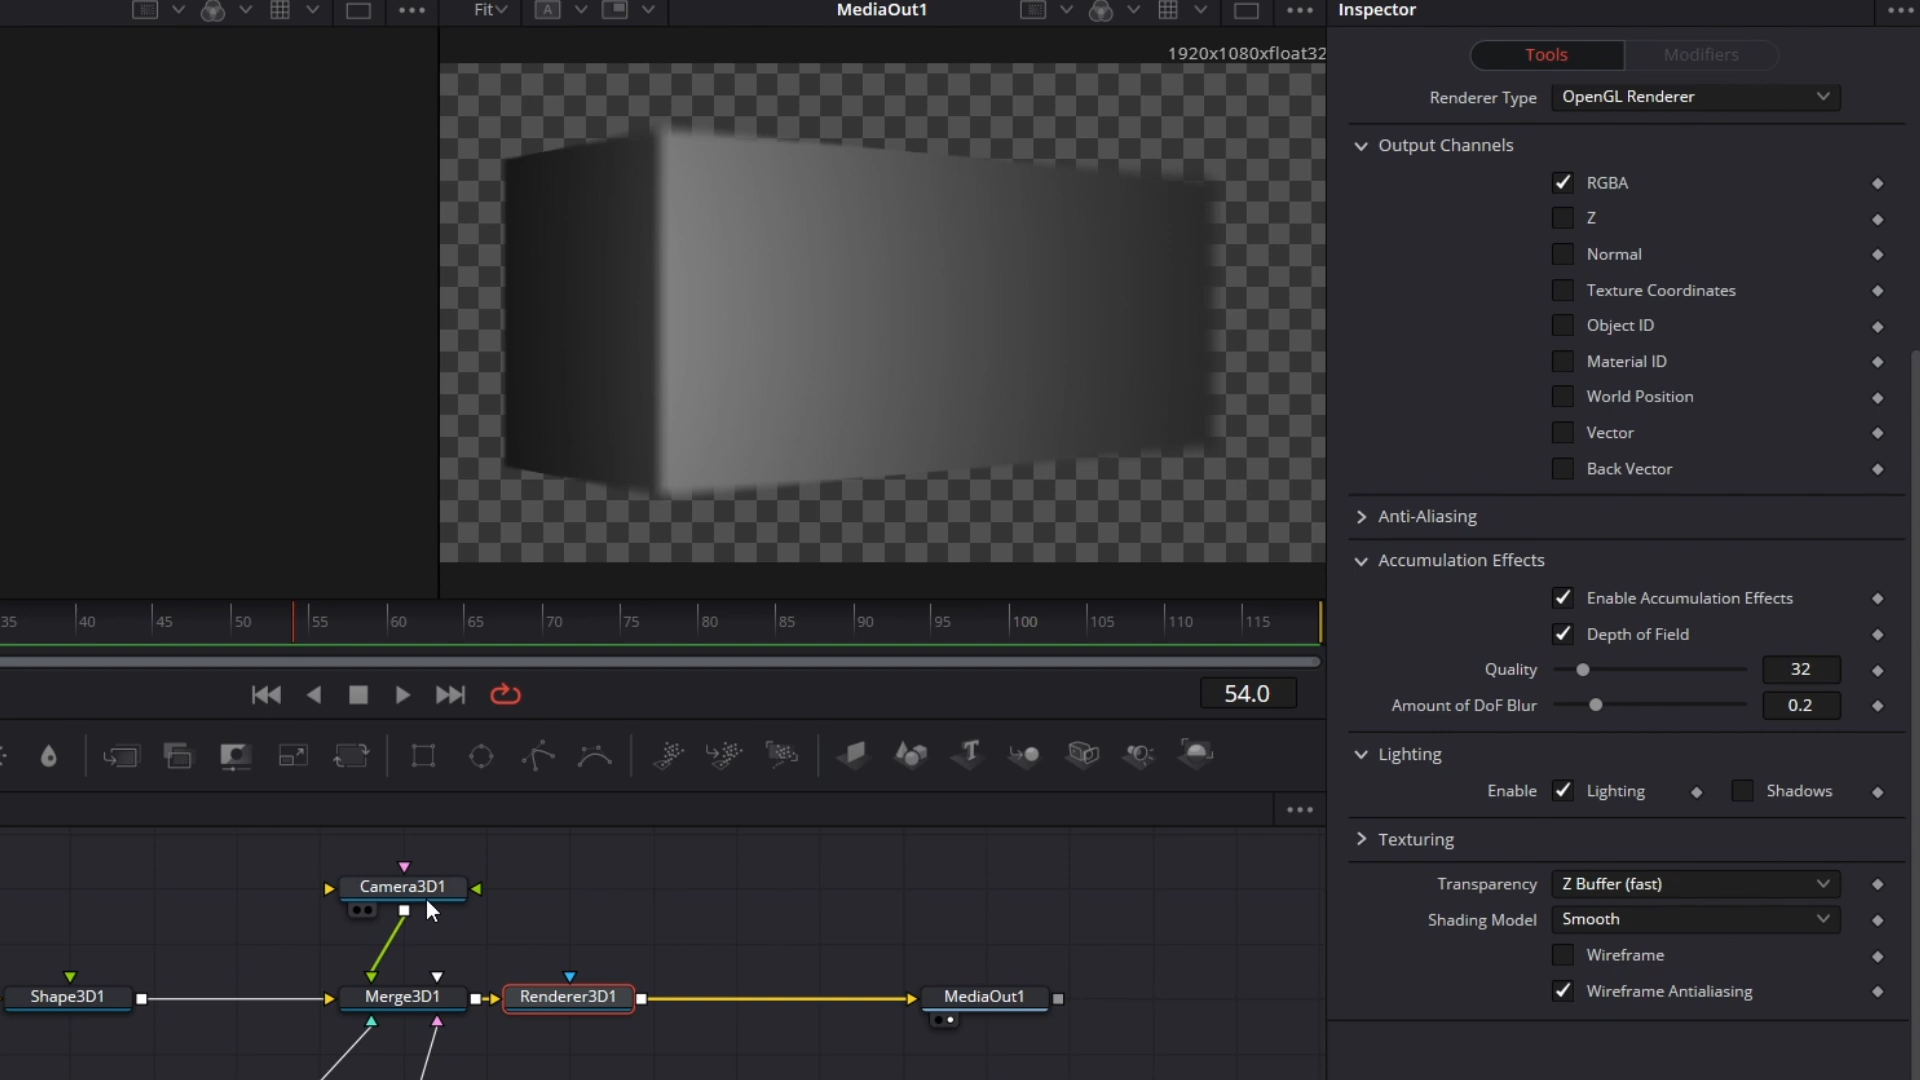 Fit
A
MediaOut1
Inspector
1920x1080xfloat32
Tools
Modifiers
Renderer Type
OpenGL Renderer
Output Channels
RGBA
Z
Normal
Texture Coordinates
Object ID
Material ID
World Position
Vector
Back Vector
Anti-Aliasing
Accumulation Effects
Enable Accumulation Effects
Depth of Field
Quality
32
Amount of DoF Blur
0.2
Lighting
Enable
Lighting
Shadows
Texturing
Transparency
Z Buffer (fast)
Shading Model
Smooth
Wireframe
Wireframe Antialiasing
35 40 45 50 55 60 65 70 75 80 85 90 95 100 105 110 115
54.0
T
Camera3D1
Shape3D1
Merge3D1
Renderer3D1
MediaOut1